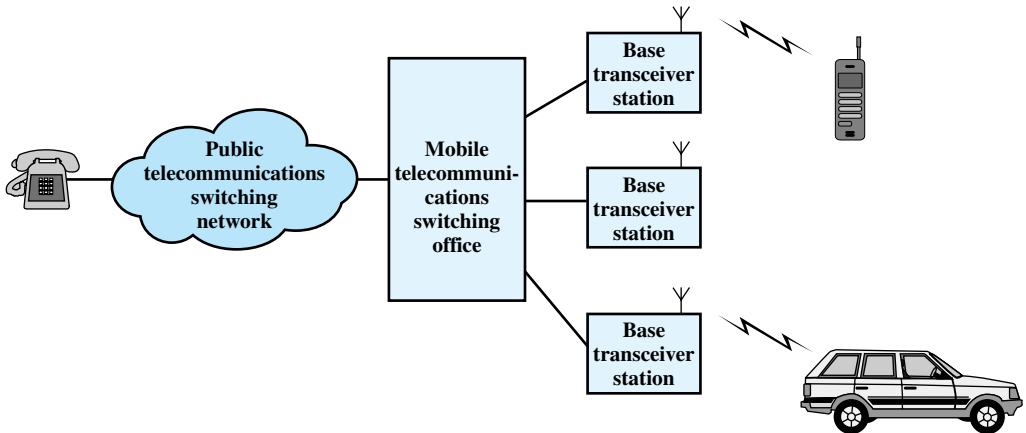 Public
telecommunications
switching
network
Mobile
telecommuni-
cations
switching
office
Base
transceiver
station
Base
transceiver
station
Base
transceiver
station